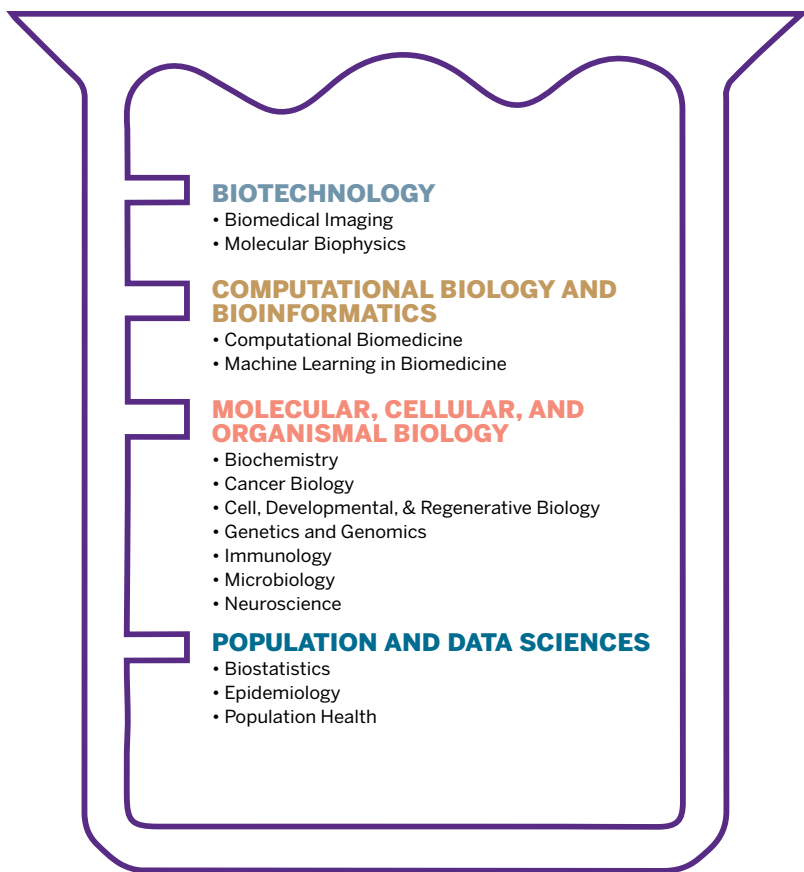 BIOTECHNOLOGY
• Biomedical Imaging
• Molecular Biophysics
COMPUTATIONAL BIOLOGY AND
BIOINFORMATICS
• Computational Biomedicine
• Machine Learning in Biomedicine
MOLECULAR, CELLULAR, AND
ORGANISMAL BIOLOGY
• Biochemistry
• Cancer Biology
• Cell, Developmental, & Regenerative Biology
• Genetics and Genomics
• Immunology
• Microbiology
• Neuroscience
POPULATION AND DATA SCIENCES
• Biostatistics
• Epidemiology
• Population Health